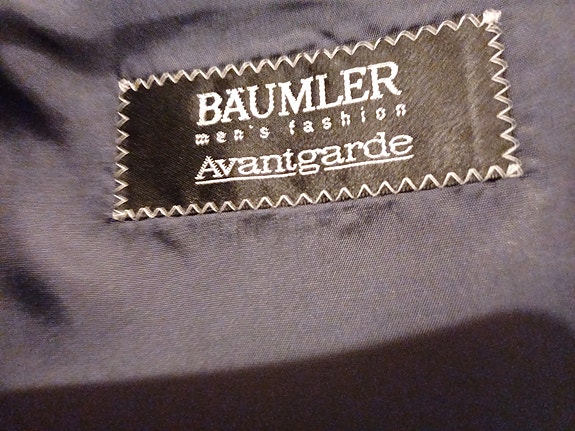 BÄUMLER
men's fashion
Avantgarde